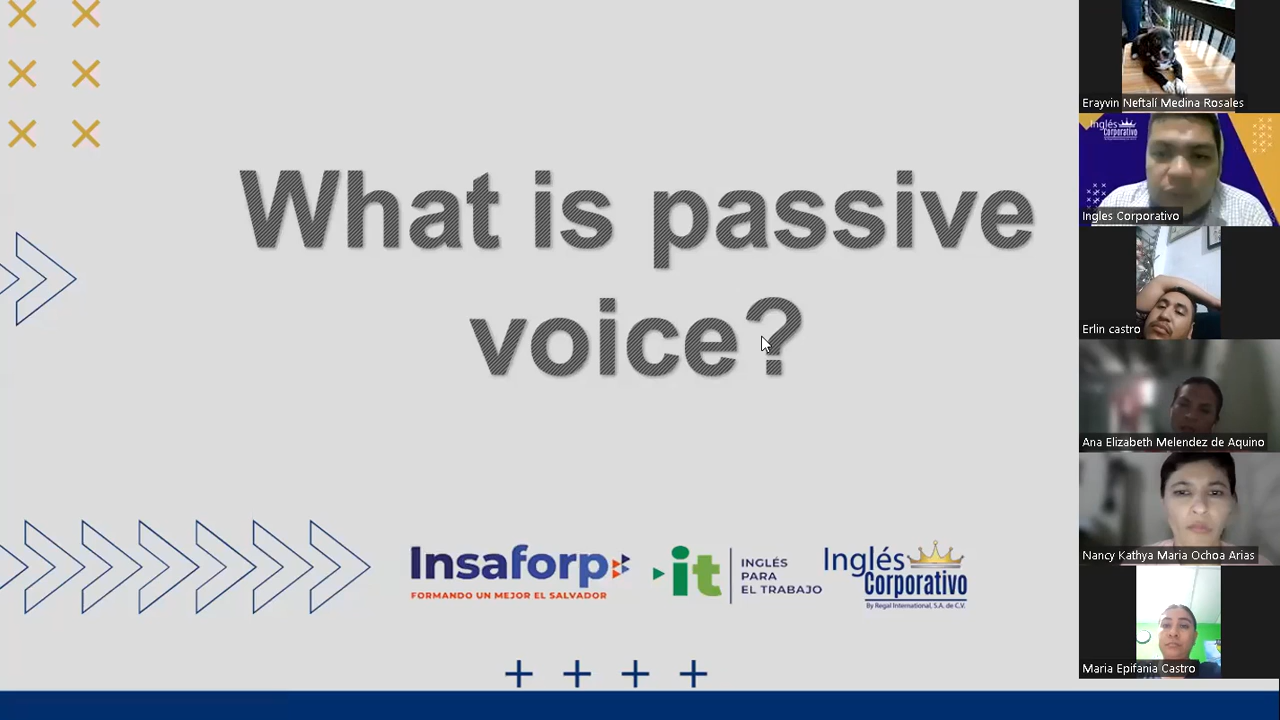 What is passive
voice?
Insaforp
FORMANDO UN MEJOR EL SALVADOR
it
INGLÉS
PARA
EL TRABAJO
Inglés
Corporativo
By Regal International, S.A. de C.V.
Erayvin Neftalí Medina Rosales
Inglés
Corporativo
Ingles Corporativo
Erlin castro
Ana Elizabeth Melendez de Aquino
Nancy Kathya Maria Ochoa Arias
Maria Epifania Castro